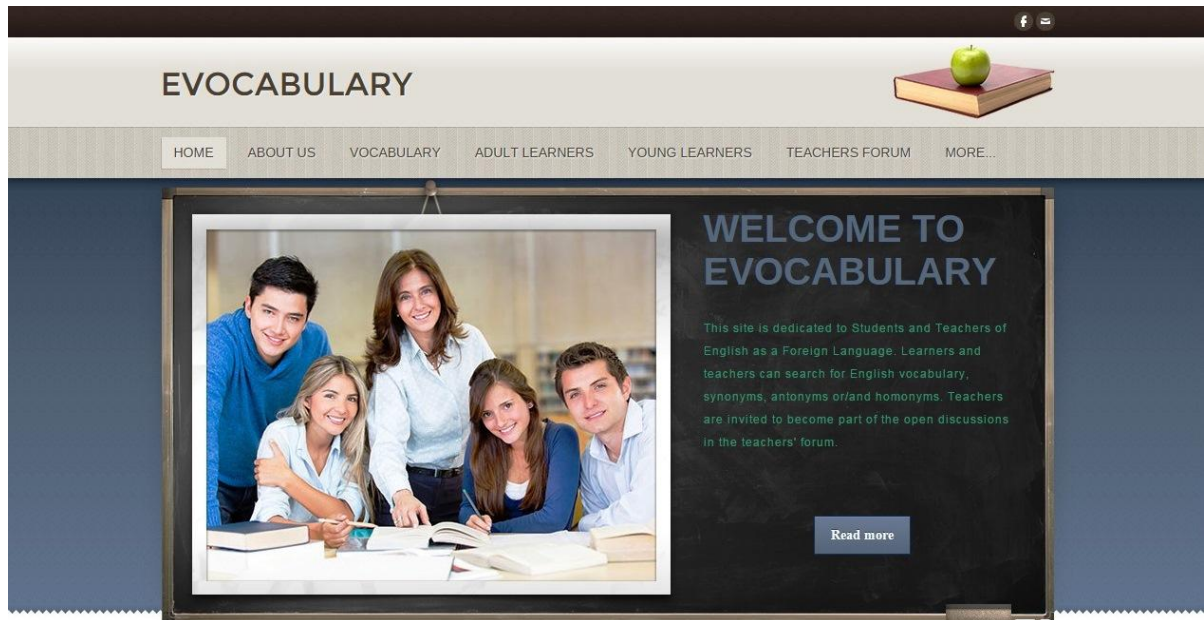 EVOCABULARY
HOME ABOUT US VOCABULARY ADULT LEARNERS YOUNG LEARNERS TEACHERS FORUM MORE...
WELCOME TO
EVOCABULARY
This site is dedicated to Students and Teachers of
English as a Foreign Language. Learners and
teachers can search for English vocabulary,
synonyms, antonyms or/and homonyms. Teachers
are invited to become part of the open discussions
in the teachers' forum.
Read more